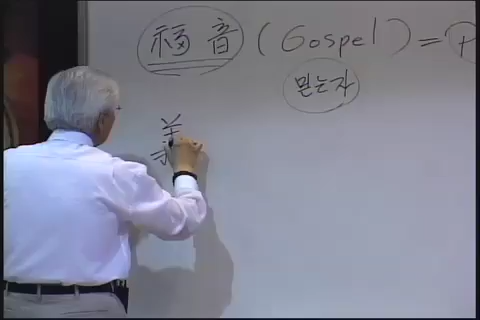 福音 (Gospel) =
믿는자